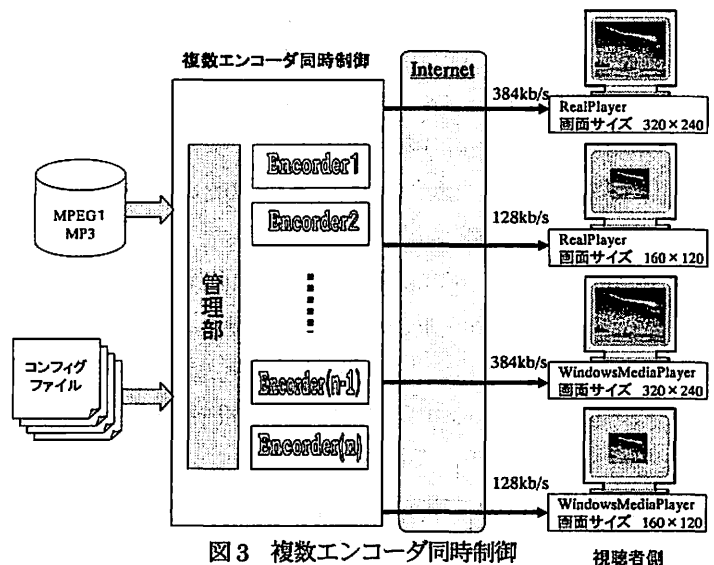 複数エンコーダ同時制御
Internet
384kb/s
RealPlayer
画面サイズ 320×240
MPEG1
MP3
管理部
Encorder1
Encorder2
128kb/s
RealPlayer
画面サイズ 160×120
コンフィグ
ファイル
Encorder(n-1)
Encorder(n)
384kb/s
WindowsMediaPlayer
画面サイズ 320×240
128kb/s
WindowsMediaPlayer
画面サイズ 160×120
図3 複数エンコーダ同時制御
視聴者側